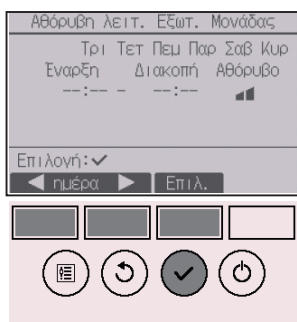 Αθόρυβη λειτ. Εξωτ. Μονάδας
Τρι Τετ Πεμ Παρ Σαβ Κυρ
Έναρξη Διακοπή Αθόρυβο
--:-- - --:--
Επιλογή:✓
◀ ημέρα ▶ Επιλ.